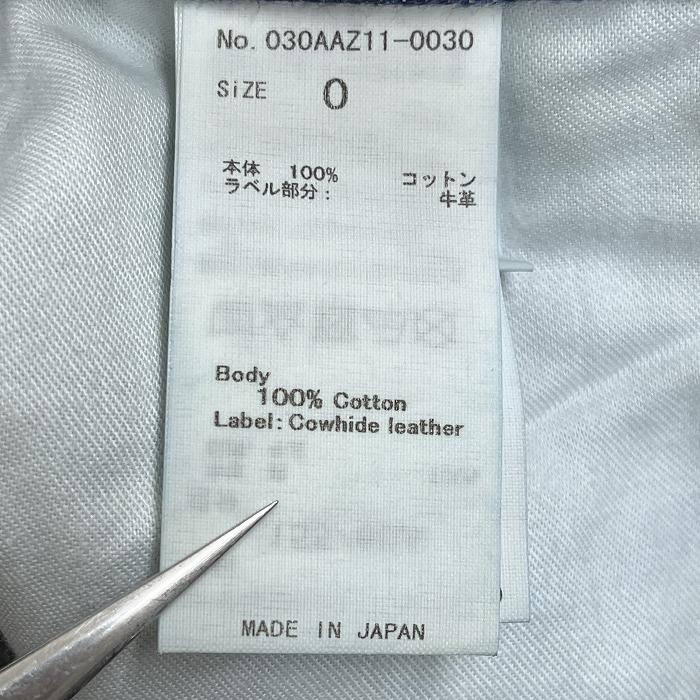 No. 030AAZ11-0030
SiZE 0
本体 100% コットン
ラベル部分: 牛革
Body
100% Cotton
Label: Cowhide leather
MADE IN JAPAN